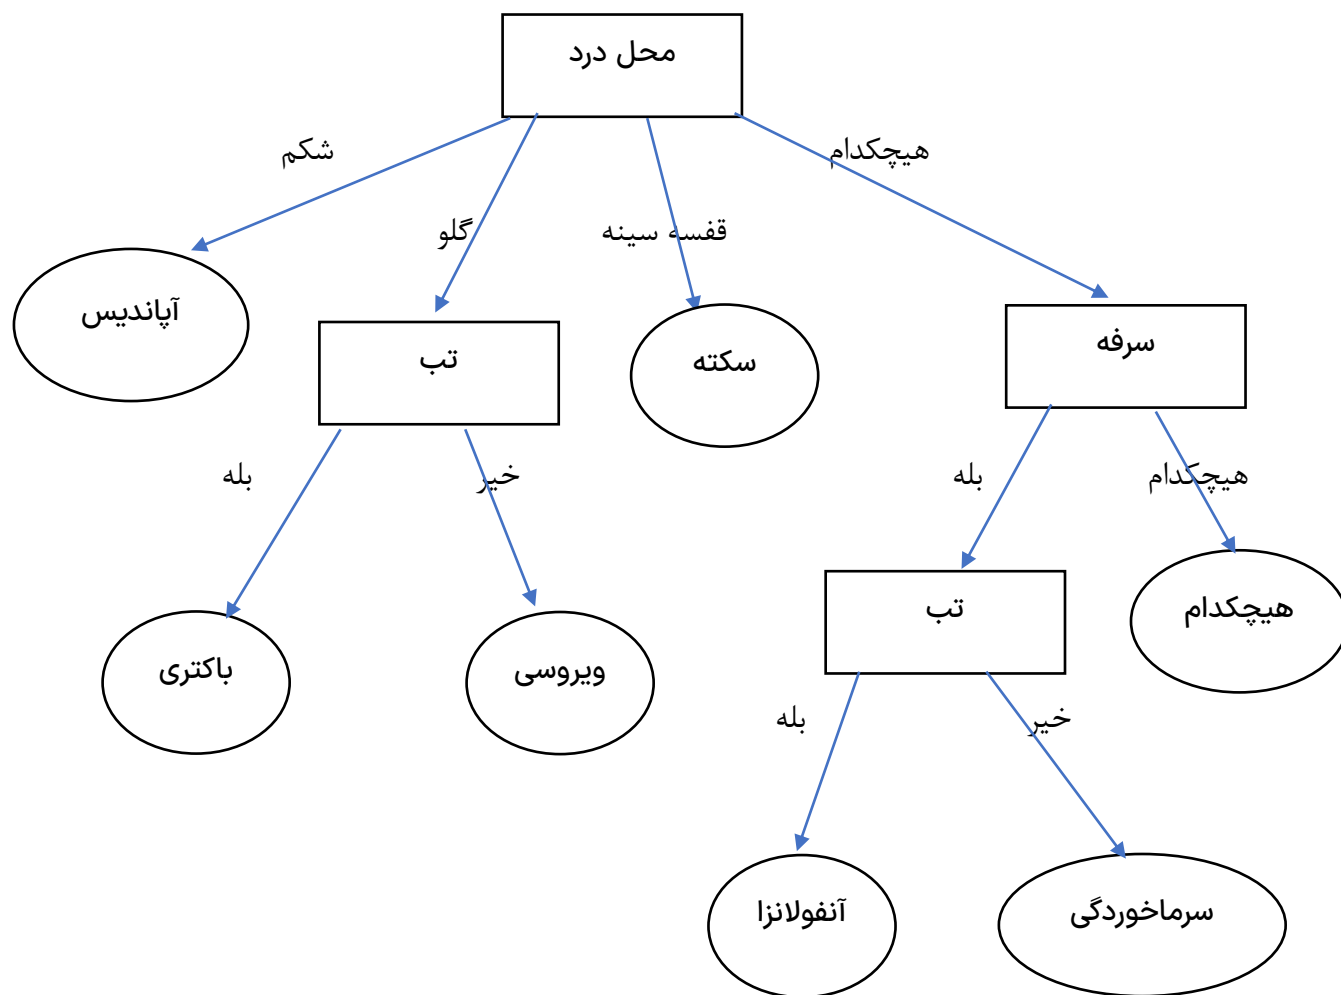 محل درد
هیچکدام
شکم
قفسه سینه
گلو
آپاندیس
سرفه
تب
سکته
هیچکدام
بله
خیر
بله
هیچکدام
تب
ویروسی
باکتری
خیر
بله
سرماخوردگی
آنفولانزا